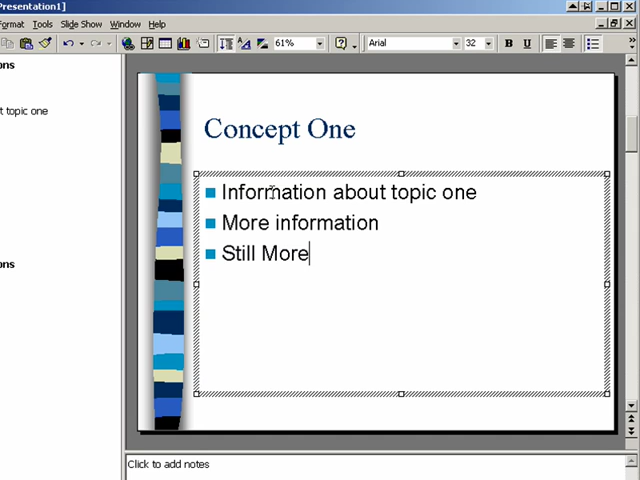 Presentation1]
Format Tools Slide Show Window Help
61% Arial 32 B U
ons
t topic one
ons
Concept One
Information about topic one
More information
Still More
Click to add notes